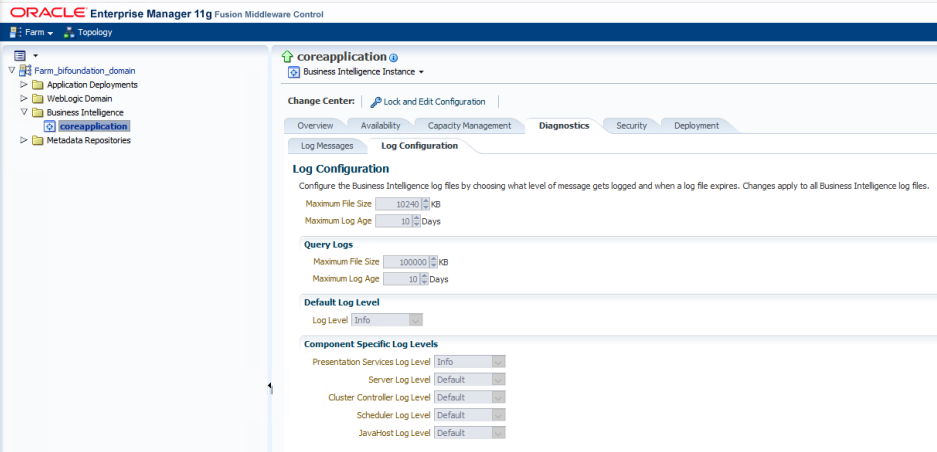 ORACLE Enterprise Manager 11g Fusion Middleware Control
Farm Topology
Farm_bifoundation_domain
Application Deployments
WebLogic Domain
Business Intelligence
coreapplication
Metadata Repositories
coreapplication
Business Intelligence Instance
Change Center: Lock and Edit Configuration
Overview Availability Capacity Management Diagnostics Security Deployment
Log Messages Log Configuration
Log Configuration
Configure the Business Intelligence log files by choosing what level of message gets logged and when a log file expires. Changes apply to all Business Intelligence log files.
Maximum File Size 10240 KB
Maximum Log Age 10 Days
Query Logs
Maximum File Size 100000 KB
Maximum Log Age 10 Days
Default Log Level
Log Level Info
Component Specific Log Levels
Presentation Services Log Level Info
Server Log Level Default
Cluster Controller Log Level Default
Scheduler Log Level Default
JavaHost Log Level Default